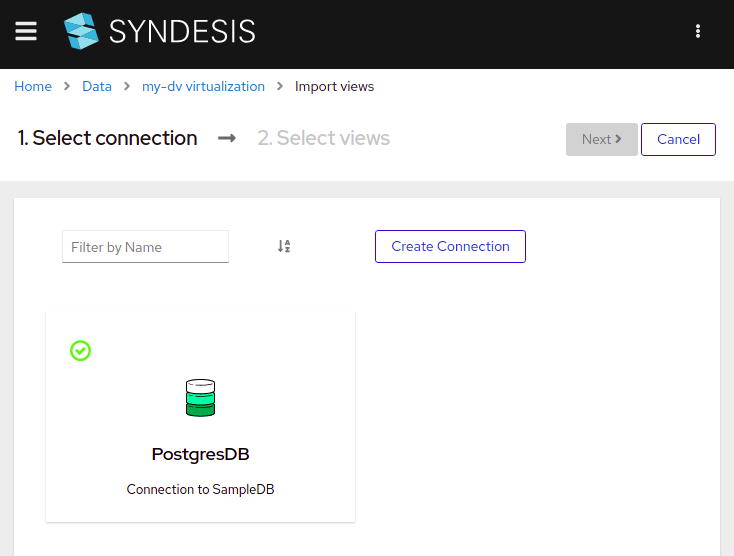 SYNDESIS
Home > Data > my-dv virtualization > Import views
1. Select connection → 2. Select views
Next > Cancel
Filter by Name
A
Z
Create Connection
PostgresDB
Connection to SampleDB